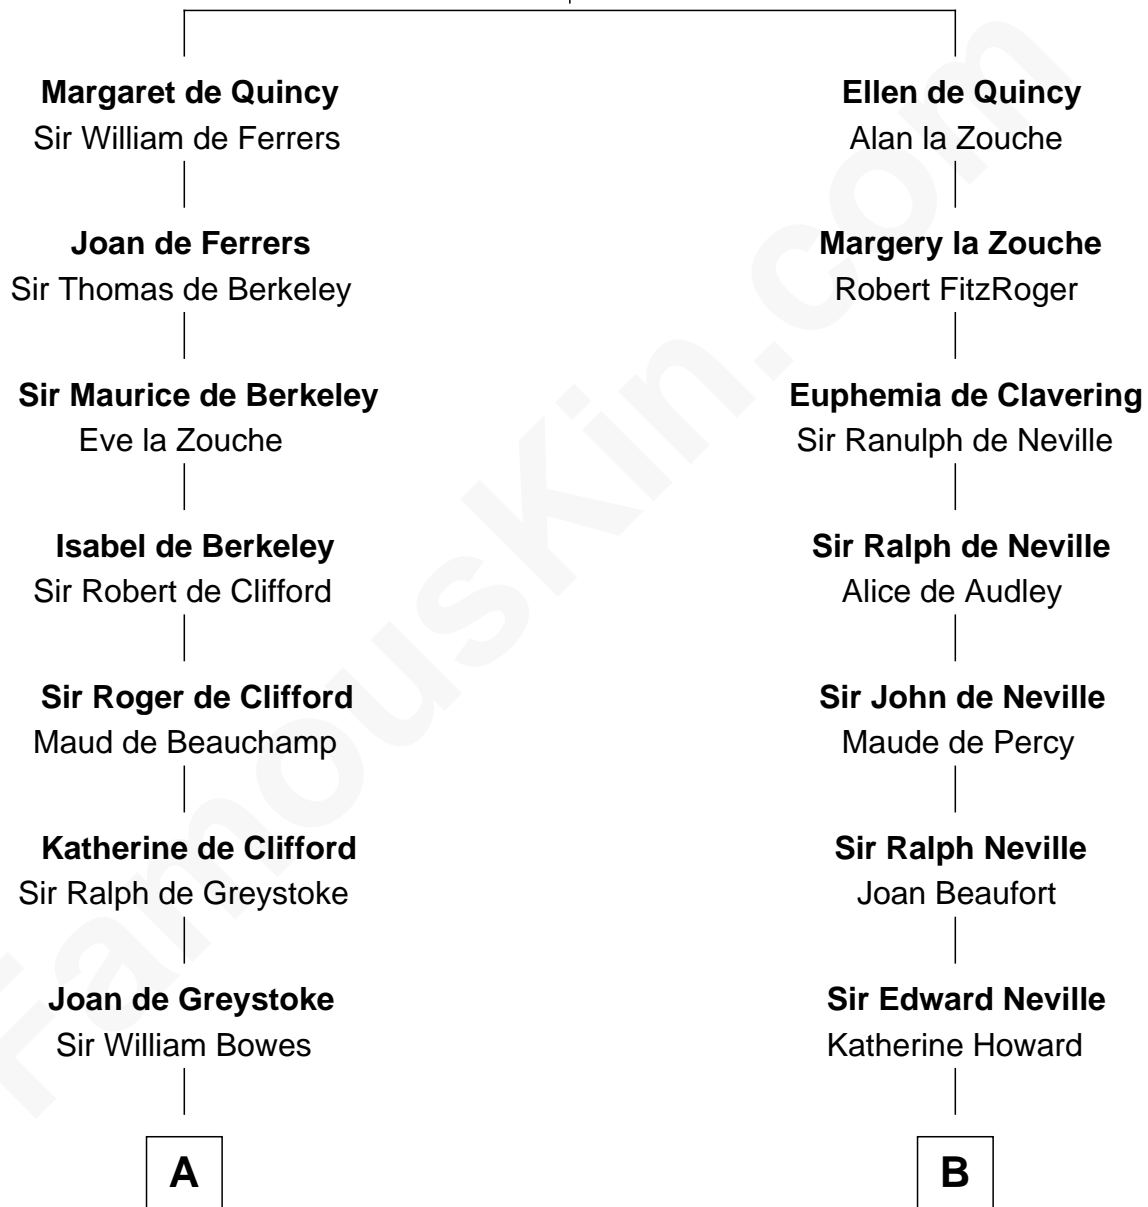 Margaret de Quincy
Sir William de Ferrers
Joan de Ferrers
Sir Thomas de Berkeley
Sir Maurice de Berkeley
Eve la Zouche
Isabel de Berkeley
Sir Robert de Clifford
Sir Roger de Clifford
Maud de Beauchamp
Katherine de Clifford
Sir Ralph de Greystoke
Joan de Greystoke
Sir William Bowes
A
Ellen de Quincy
Alan la Zouche
Margery la Zouche
Robert FitzRoger
Euphemia de Clavering
Sir Ranulph de Neville
Sir Ralph de Neville
Alice de Audley
Sir John de Neville
Maude de Percy
Sir Ralph Neville
Joan Beaufort
Sir Edward Neville
Katherine Howard
B
FamousKin.com